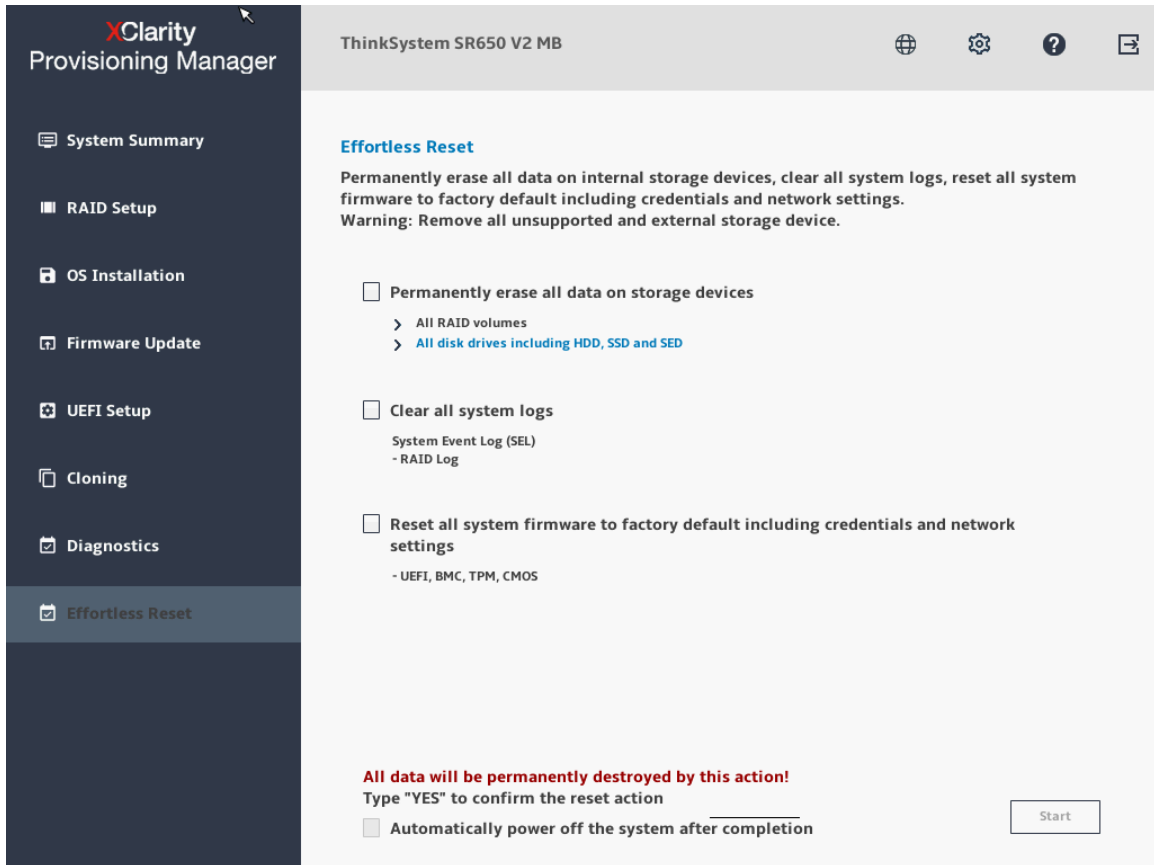 XClarity
Provisioning Manager
ThinkSystem SR650 V2 MB
System Summary
RAID Setup
OS Installation
Firmware Update
UEFI Setup
Cloning
Diagnostics
Effortless Reset
Effortless Reset
Permanently erase all data on internal storage devices, clear all system logs, reset all system
firmware to factory default including credentials and network settings.
Warning: Remove all unsupported and external storage device.
Permanently erase all data on storage devices
All RAID volumes
All disk drives including HDD, SSD and SED
Clear all system logs
System Event Log (SEL)
- RAID Log
Reset all system firmware to factory default including credentials and network
settings
- UEFI, BMC, TPM, CMOS
All data will be permanently destroyed by this action!
Type "YES" to confirm the reset action
Automatically power off the system after completion
Start